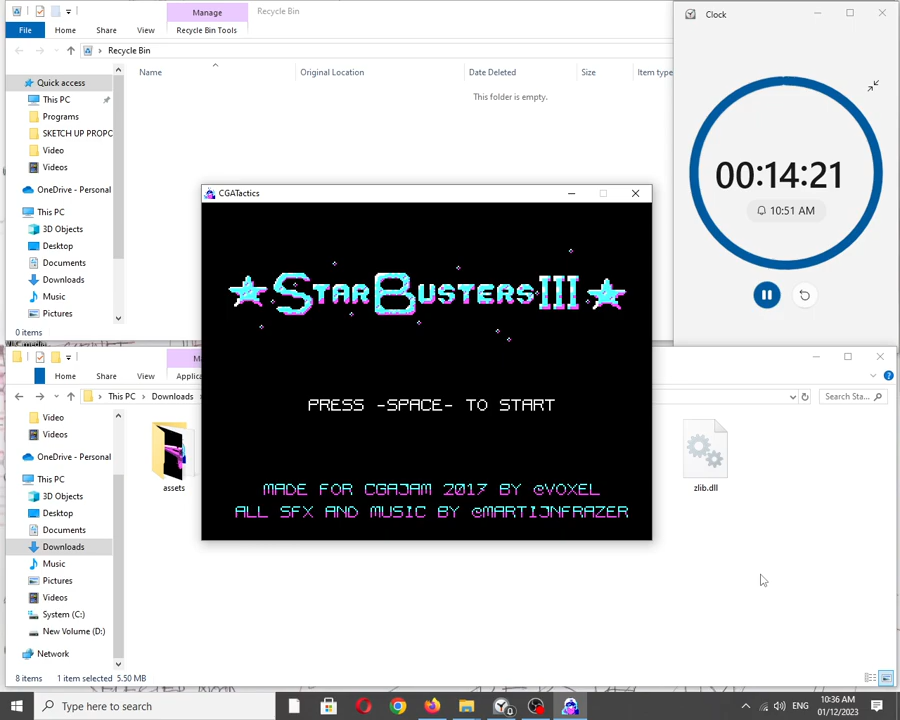 Manage
Recycle Bin
File
Home
Share
View
Recycle Bin Tools
Recycle Bin
Name
Original Location
Date Deleted
Size
Item type
This folder is empty.
Quick access
This PC
Programs
SKETCH UP PROPC
Video
Videos
OneDrive - Personal
This PC
3D Objects
Desktop
Documents
Downloads
Music
Pictures
0 items
Clock
00:14:21
10:51 AM
CGATactics
STARBUSTERSIII
PRESS -SPACE- TO START
MADE FOR CGAJAM 2017 BY @VOXEL
ALL SFX AND MUSIC BY @MARTIJNFRAZER
Home
Share
View
Applic
This PC
Downloads
Search Sta...
Video
Videos
OneDrive - Personal
This PC
3D Objects
Desktop
Documents
Downloads
Music
Pictures
Videos
System (C:)
New Volume (D:)
Network
assets
zlib.dll
8 items
1 item selected 5.50 MB
Type here to search
ENG
10:36 AM
01/12/2023